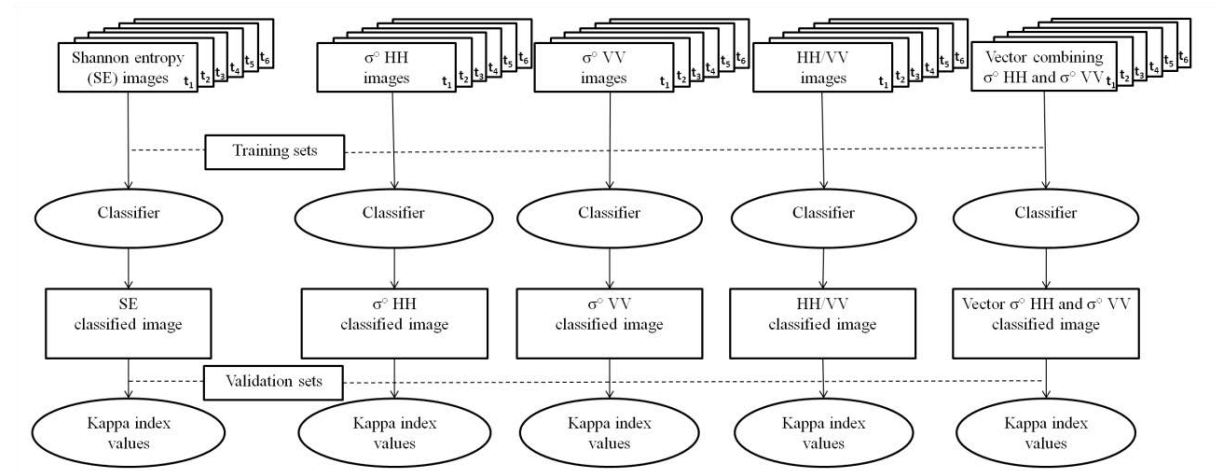 Shannon entropy
(SE) images
t1
t2
t3
t4
t5
t6
σ° HH
images
t1
t2
t3
t4
t5
t6
σ° VV
images
t1
t2
t3
t4
t5
t6
HH/VV
images
t1
t2
t3
t4
t5
t6
Vector combining
σ° HH and σ° VV
t1
t2
t3
t4
t5
t6
Training sets
Classifier
Classifier
Classifier
Classifier
Classifier
SE
classified image
σ° HH
classified image
σ° VV
classified image
HH/VV
classified image
Vector σ° HH and σ° VV
classified image
Validation sets
Kappa index
values
Kappa index
values
Kappa index
values
Kappa index
values
Kappa index
values